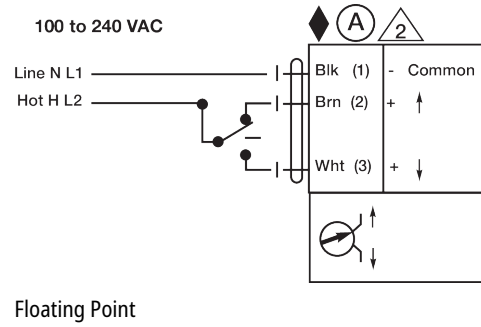 100 to 240 VAC
A
2
Line N L1
Blk (1) - Common
Hot H L2
Brn (2) +
Wht (3) +
Floating Point